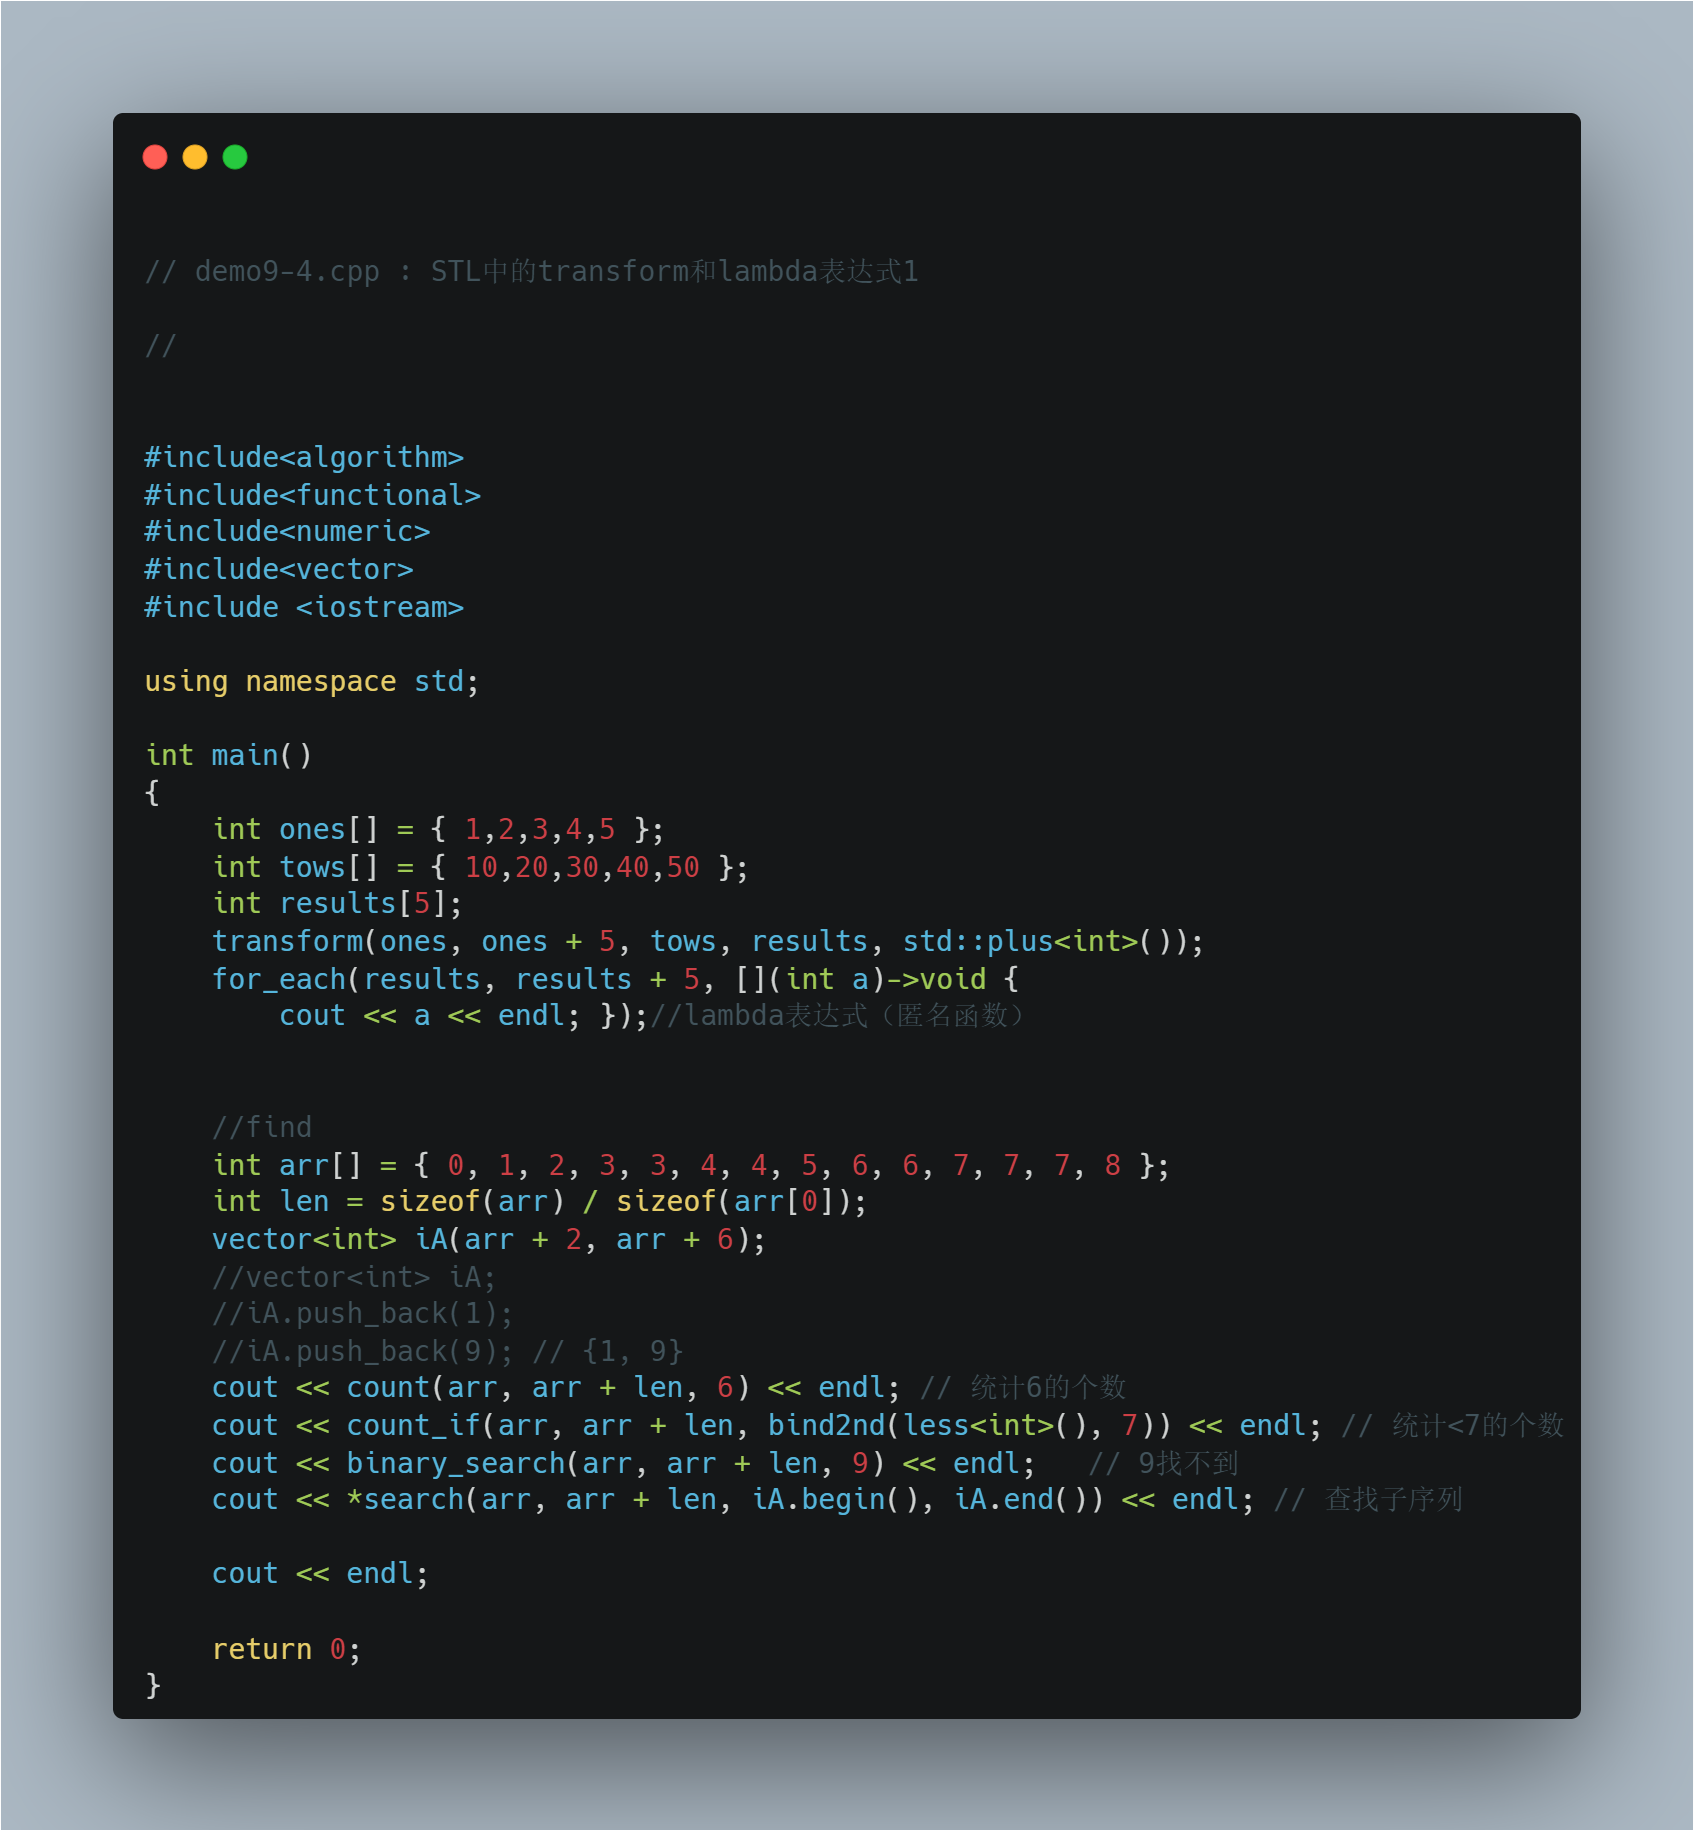 // demo9-4.cpp : STL中的transform和lambda表达式1
//
#include<algorithm>
#include<functional>
#include<numeric>
#include<vector>
#include <iostream>
using namespace std;
int main()
{
    int ones[] = { 1,2,3,4,5 };
    int tows[] = { 10,20,30,40,50 };
    int results[5];
    transform(ones, ones + 5, tows, results, std::plus<int>());
    for_each(results, results + 5, [](int a)->void {
        cout << a << endl; });//lambda表达式（匿名函数）
    //find
    int arr[] = { 0, 1, 2, 3, 3, 4, 4, 5, 6, 6, 7, 7, 7, 8 };
    int len = sizeof(arr) / sizeof(arr[0]);
    vector<int> iA(arr + 2, arr + 6);
    //vector<int> iA;
    //iA.push_back(1);
    //iA.push_back(9); // {1, 9}
    cout << count(arr, arr + len, 6) << endl; // 统计6的个数
    cout << count_if(arr, arr + len, bind2nd(less<int>(), 7)) << endl; // 统计<7的个数
    cout << binary_search(arr, arr + len, 9) << endl;   // 9找不到
    cout << *search(arr, arr + len, iA.begin(), iA.end()) << endl; // 查找子序列
    cout << endl;
    return 0;
}